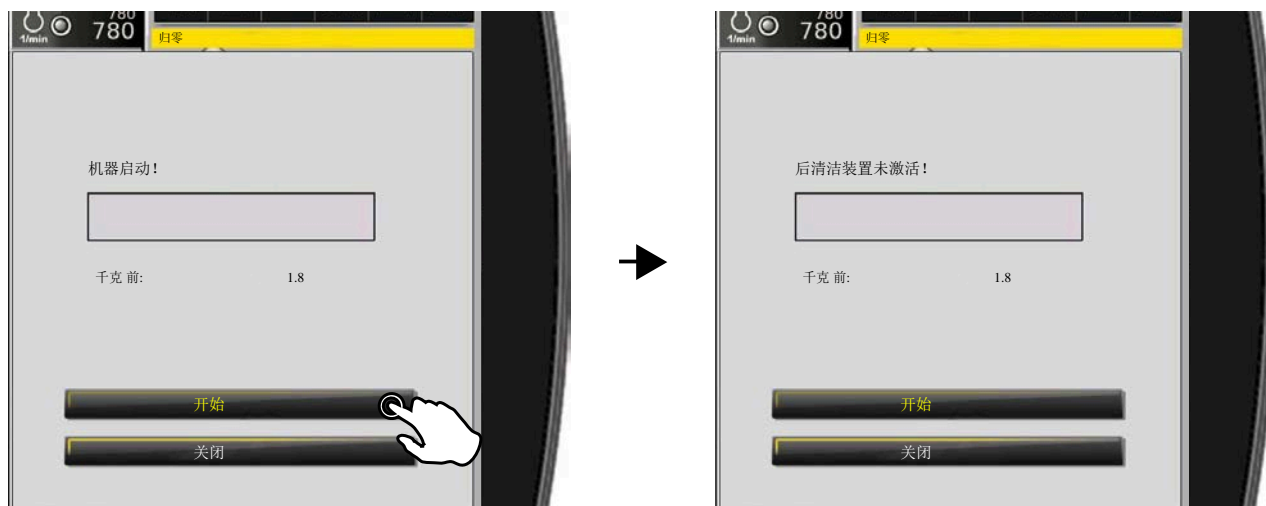 780
1/min
780
归零
机器启动！
千克 前:
1.8
开始
关闭
780
1/min
780
归零
后清洁装置未激活！
千克 前:
1.8
开始
关闭